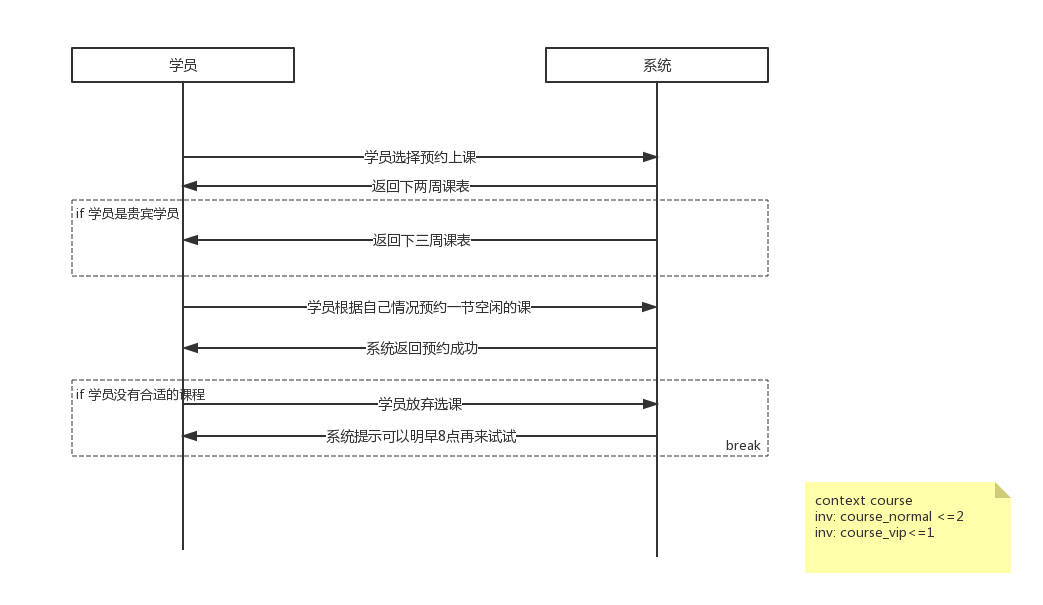 学员
系统
学员选择预约上课
返回下两周课表
if 学员是贵宾学员
返回下三周课表
学员根据自己情况预约一节空闲的课
系统返回预约成功
if 学员没有合适的课程
学员放弃选课
系统提示可以明早8点再来试试
break
context course
inv: course_normal <=2
inv: course_vip<=1